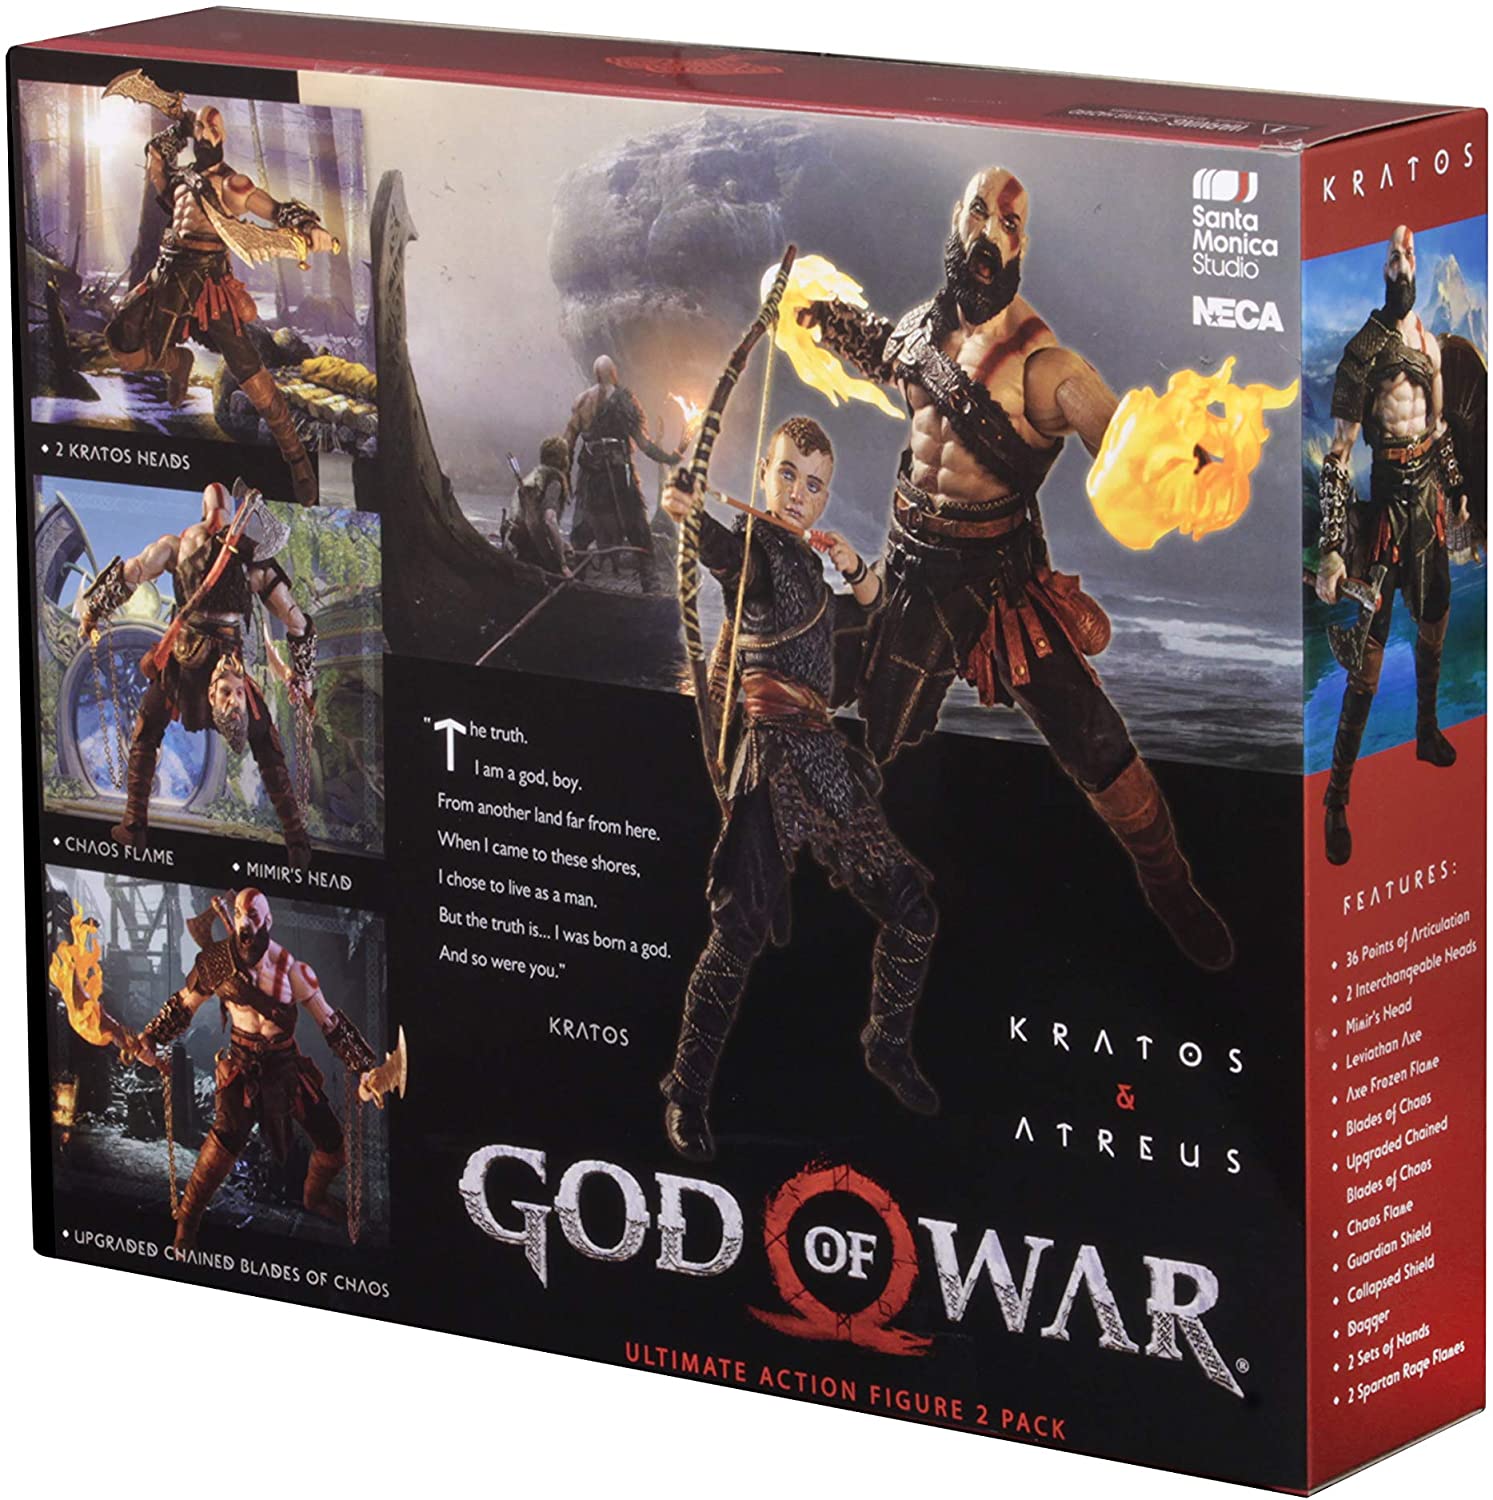 WARNING:
Santa
Monica
Studio
NECA
• 2 KRATOS HEADS
• CHAOS FLAME
• MIMIR'S HEAD
• UPGRADED CHAINED BLADES OF CHAOS
"The truth.
I am a god, boy.
From another land far from here.
When I came to these shores,
I chose to live as a man.
But the truth is... I was born a god.
And so were you."
KRATOS
KRATOS
&
ATREUS
GOD OF WAR®
ULTIMATE ACTION FIGURE 2 PACK
KRATOS
FEATURES:
• 36 Points of Articulation
• 2 Interchangeable Heads
• Mimir's Head
• Leviathan Axe
• Axe Frozen Flame
• Blades of Chaos
• Upgraded Chained
Blades of Chaos
• Chaos Flame
• Guardian Shield
• Collapsed Shield
• Dagger
• 2 Sets of Hands
• 2 Spartan Rage Flames